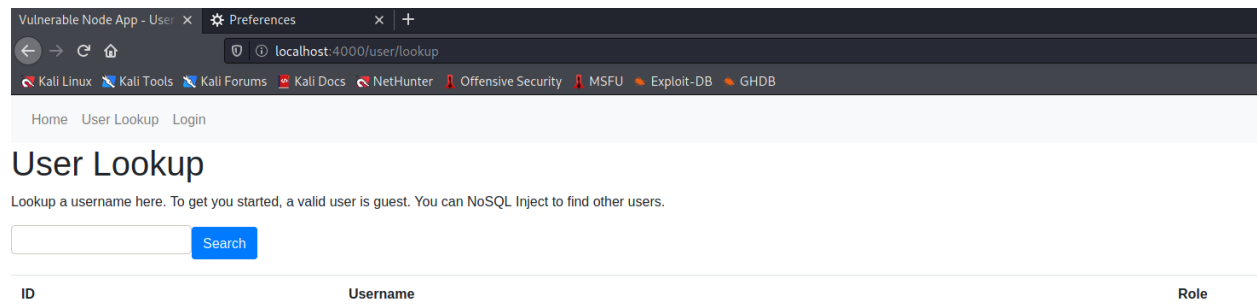 Vulnerable Node App - User Preferences
localhost:4000/user/lookup
Kali Linux Kali Tools Kali Forums Kali Docs NetHunter Offensive Security MSFU Exploit-DB GHDB
Home User Lookup Login
User Lookup
Lookup a username here. To get you started, a valid user is guest. You can NoSQL Inject to find other users.
Search
ID Username Role